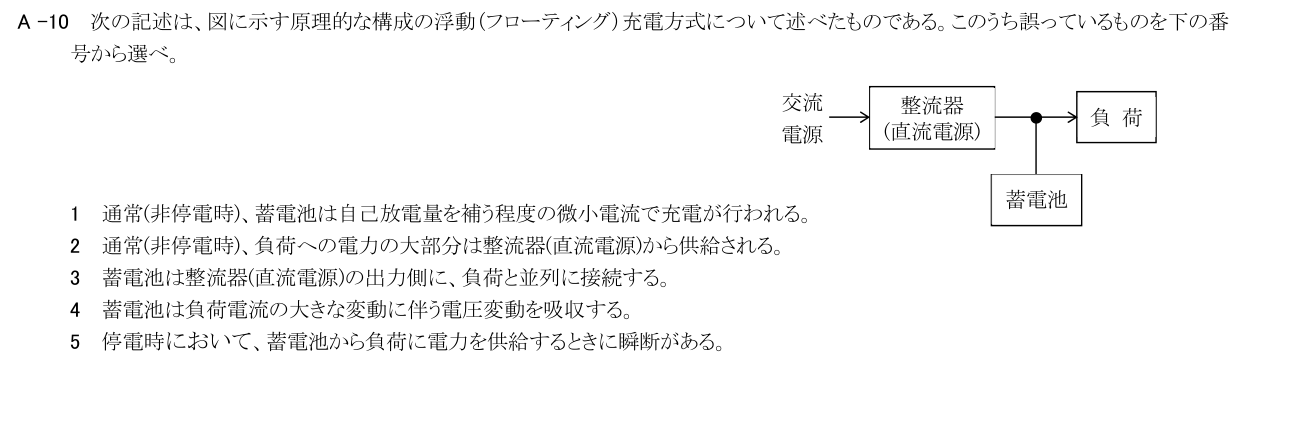 A -10　次の記述は、図に示す原理的な構成の浮動(フローティング)充電方式について述べたものである。このうち誤っているものを下の番
号から選べ。
交流
電源
整流器
(直流電源)
負 荷
蓄電池
1　通常(非停電時)、蓄電池は自己放電量を補う程度の微小電流で充電が行われる。
2　通常(非停電時)、負荷への電力の大部分は整流器(直流電源)から供給される。
3　蓄電池は整流器(直流電源)の出力側に、負荷と並列に接続する。
4　蓄電池は負荷電流の大きな変動に伴う電圧変動を吸収する。
5　停電時において、蓄電池から負荷に電力を供給するときに瞬断がある。